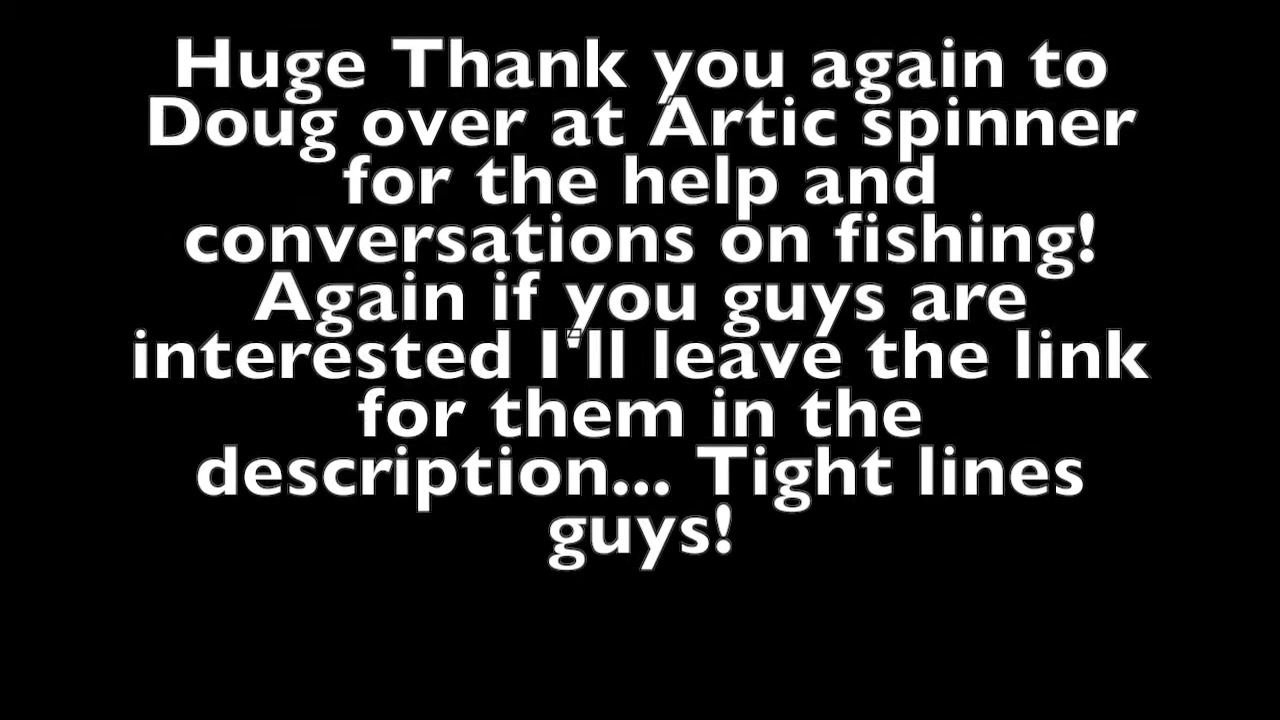 Huge Thank you again to
Doug over at Artic spinner
for the help and
conversations on fishing!
Again if you guys are
interested I'll leave the link
for them in the
description... Tight lines
guys!